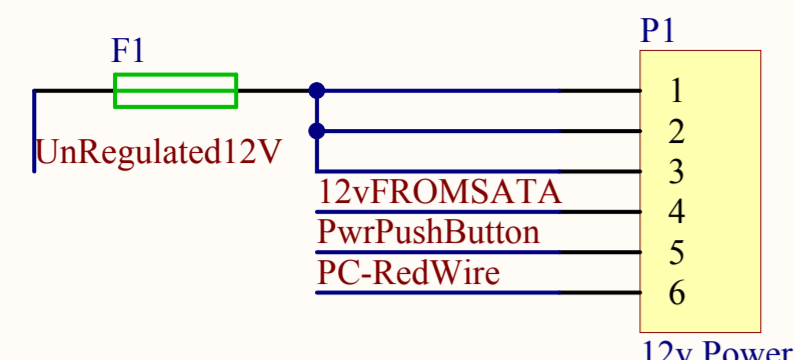 P1
F1
1
2
UnRegulated12V
3
12vFROMSATA
4
PwrPushButton
5
PC-RedWire
6
12v Power